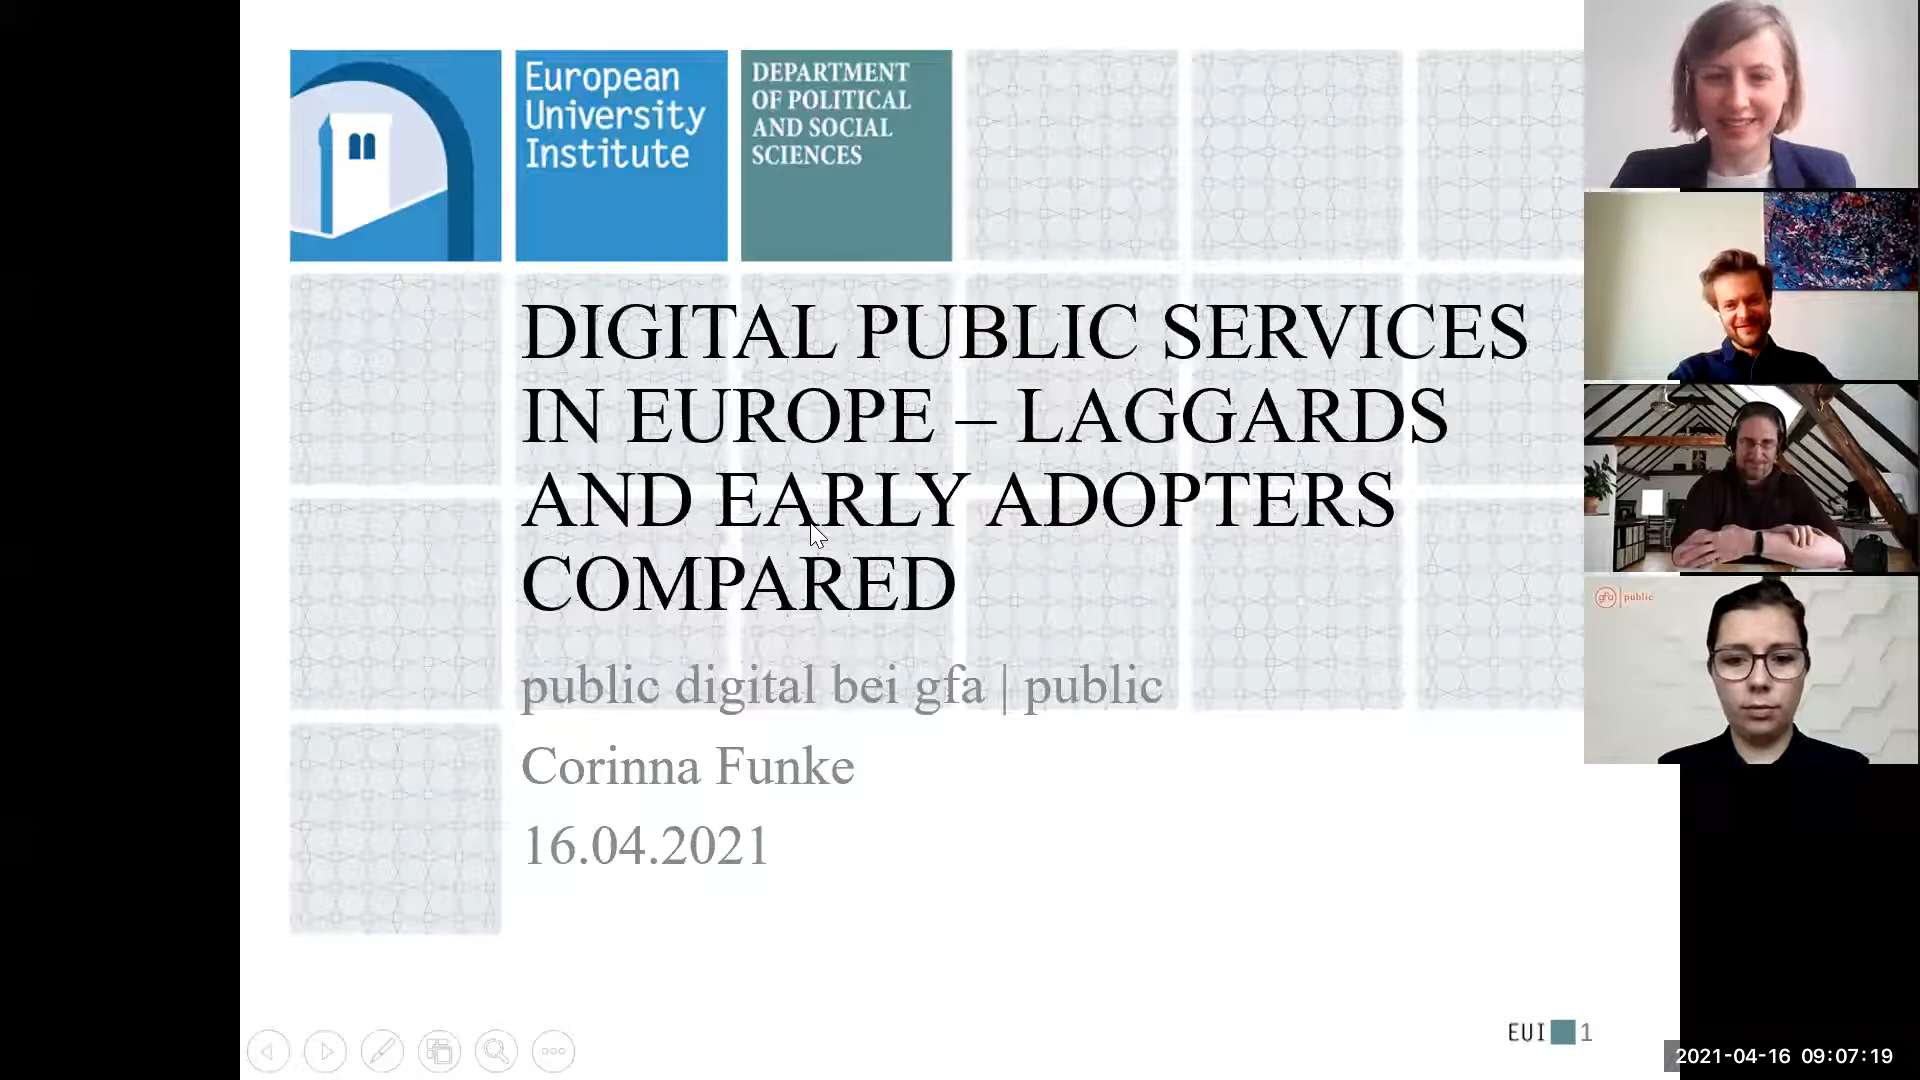 European
University
Institute
DEPARTMENT
OF POLITICAL
AND SOCIAL
SCIENCES
DIGITAL PUBLIC SERVICES
IN EUROPE – LAGGARDS
AND EARLY ADOPTERS
COMPARED
public digital bei gfa | public
Corinna Funke
16.04.2021
EUI 1
gfa | public
2021-04-16 09:07:19